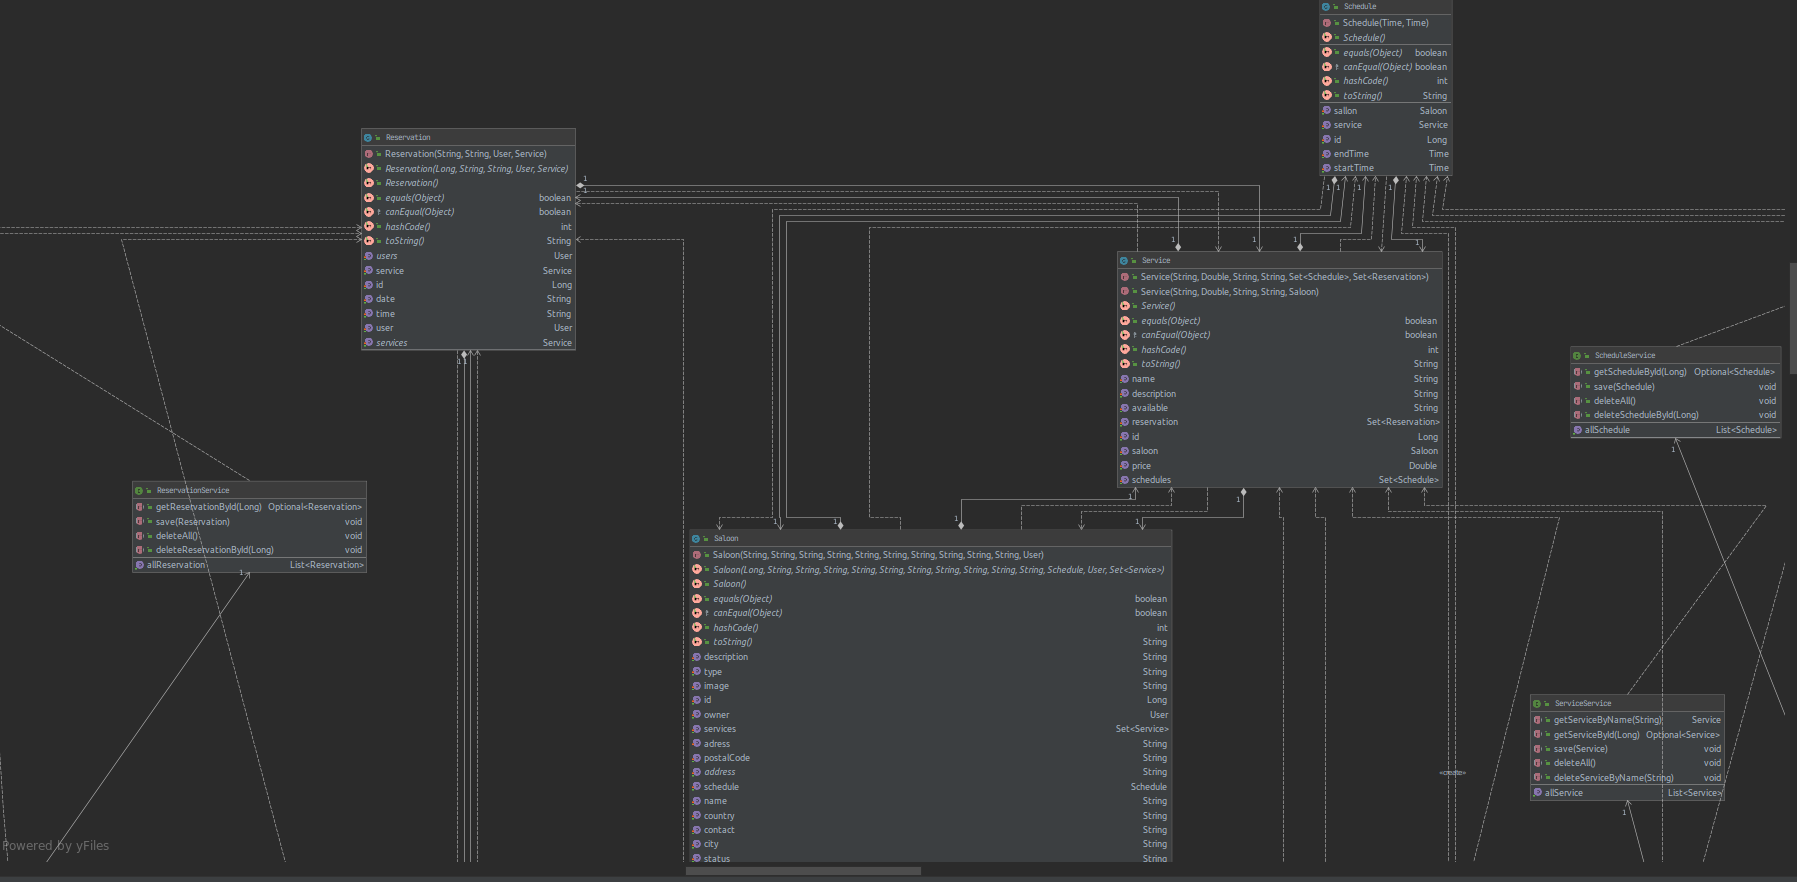 Schedule
Schedule(Time, Time)
Schedule()
equals(Object) boolean
canEqual(Object) boolean
hashCode() int
toString() String
sallon Saloon
service Service
id Long
endTime Time
startTime Time
Reservation
Reservation(String, String, User, Service)
Reservation(Long, String, String, User, Service)
Reservation()
equals(Object) boolean
canEqual(Object) boolean
hashCode() int
toString() String
users User
service Service
id Long
date String
time String
user User
services Service
Service
Service(String, Double, String, String, Set<Schedule>, Set<Reservation>)
Service(String, Double, String, String, Saloon)
Service()
equals(Object) boolean
canEqual(Object) boolean
hashCode() int
toString() String
name String
description String
available String
reservation Set<Reservation>
id Long
saloon Saloon
price Double
schedules Set<Schedule>
ScheduleService
getScheduleById(Long) Optional<Schedule>
save(Schedule) void
deleteAll() void
deleteScheduleById(Long) void
allSchedule List<Schedule>
ReservationService
getReservationById(Long) Optional<Reservation>
save(Reservation) void
deleteAll() void
deleteReservationById(Long) void
allReservation List<Reservation>
Saloon
Saloon(String, String, String, String, String, String, String, String, String, String, User)
Saloon(Long, String, String, String, String, String, String, String, String, String, String, Schedule, User, Set<Service>)
Saloon()
equals(Object) boolean
canEqual(Object) boolean
hashCode() int
toString() String
description String
type String
image String
id Long
owner User
services Set<Service>
adress String
postalCode String
address String
schedule Schedule
name String
country String
contact String
city String
status String
ServiceService
getServiceByName(String) Service
getServiceById(Long) Optional<Service>
save(Service) void
deleteAll() void
deleteServiceByName(String) void
allService List<Service>
«create»
Powered by yFiles